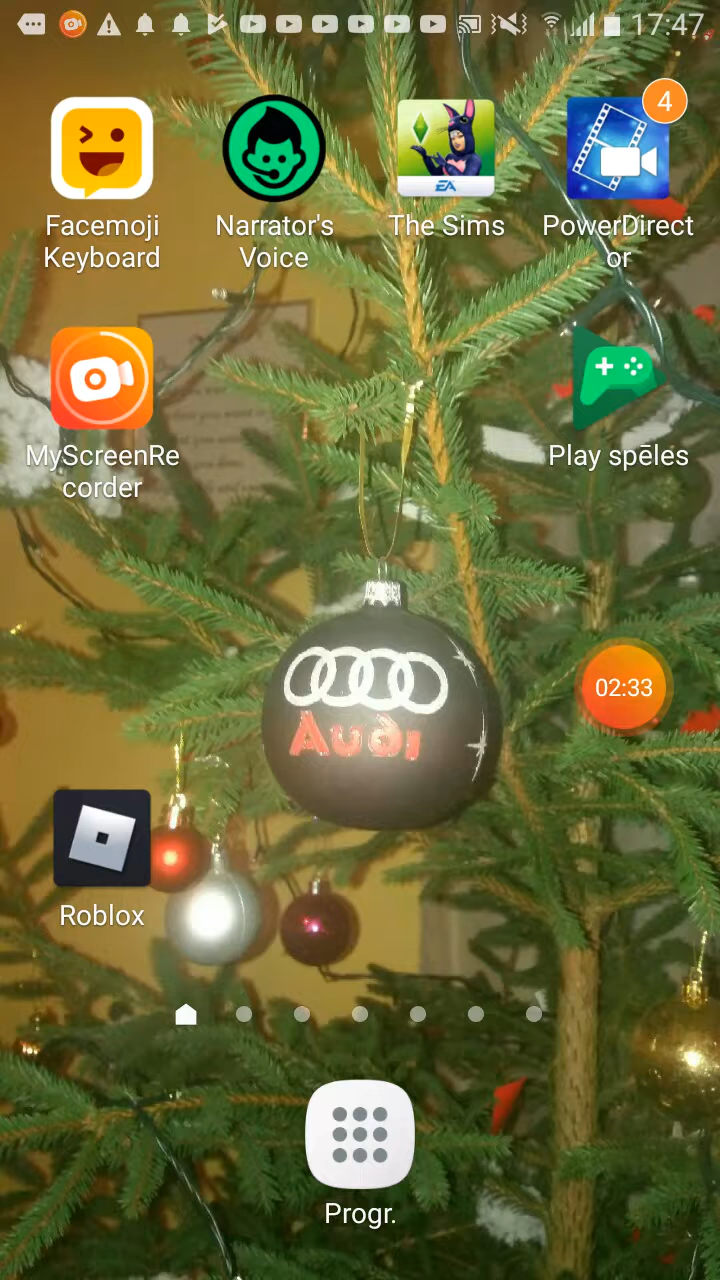 17:47
4
Facemoji
Keyboard
Narrator's
Voice
EA
The Sims
PowerDirect
or
MyScreenRe
corder
Play spēles
Audi
02:33
Roblox
Progr.